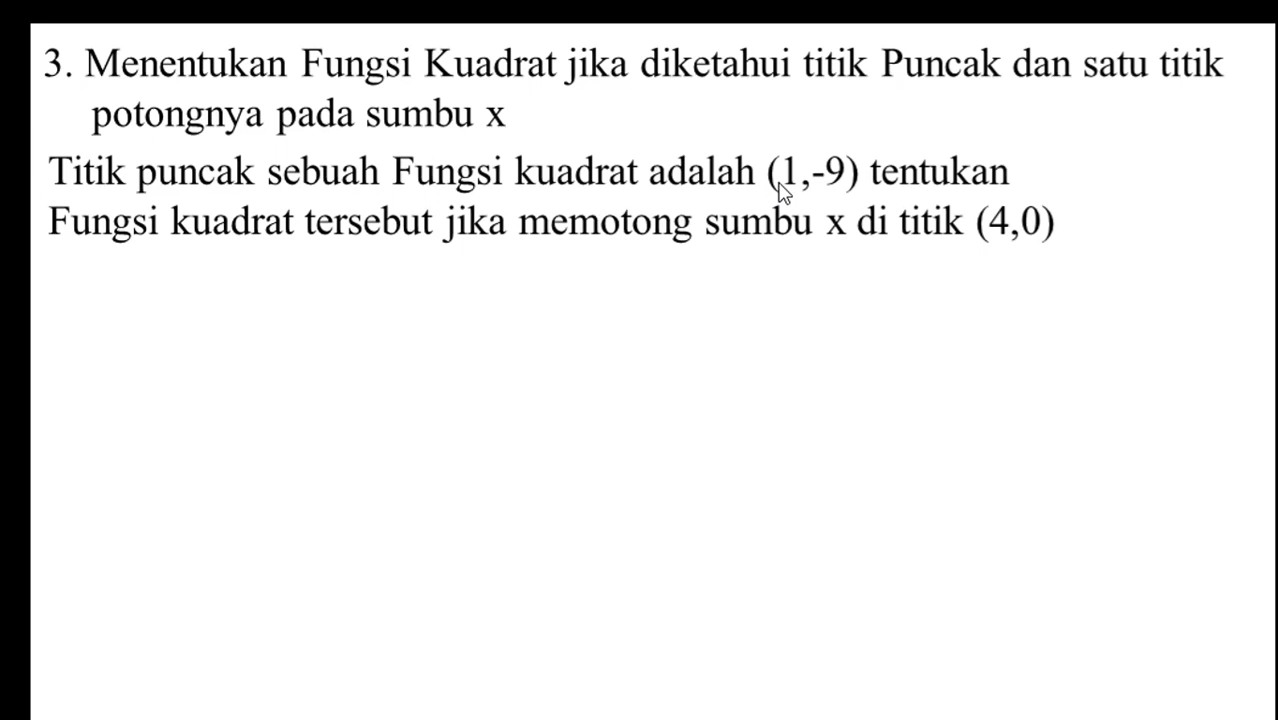 3. Menentukan Fungsi Kuadrat jika diketahui titik Puncak dan satu titik
potongnya pada sumbu x
Titik puncak sebuah Fungsi kuadrat adalah (1,-9) tentukan
Fungsi kuadrat tersebut jika memotong sumbu x di titik (4,0)